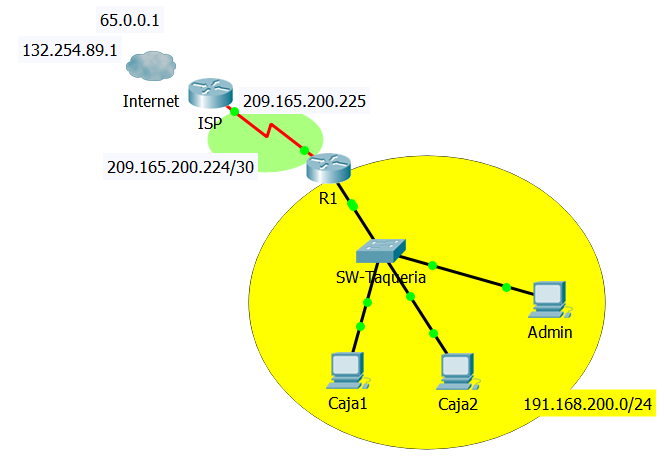 65.0.0.1
132.254.89.1
Internet
209.165.200.225
ISP
209.165.200.224/30
R1
SW-Taqueria
Admin
Caja1
Caja2
191.168.200.0/24